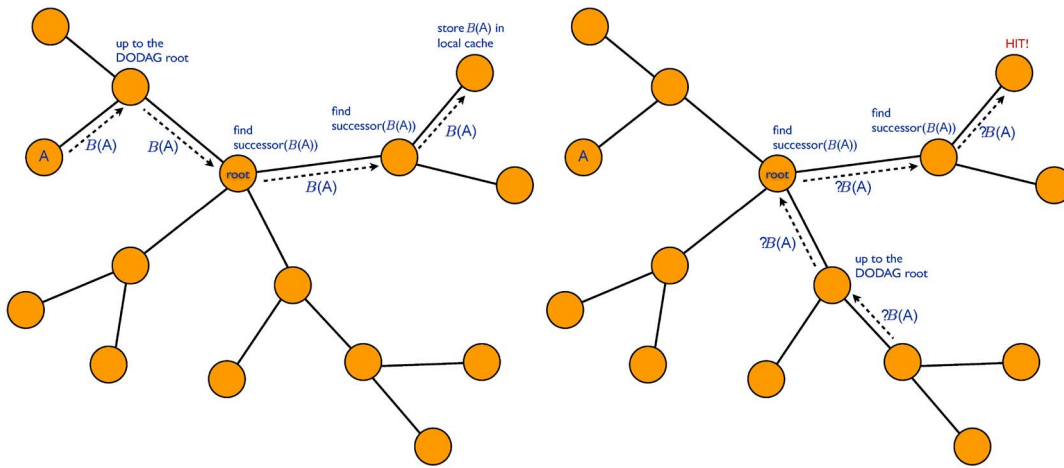 up to the
DODAG root
A
B(A)
B(A)
find
successor(B(A))
root
B(A)
find
successor(B(A))
B(A)
store B(A) in
local cache
A
find
successor(B(A))
root
?B(A)
find
successor(B(A))
?B(A)
HIT!
?B(A)
up to the
DODAG root
?B(A)